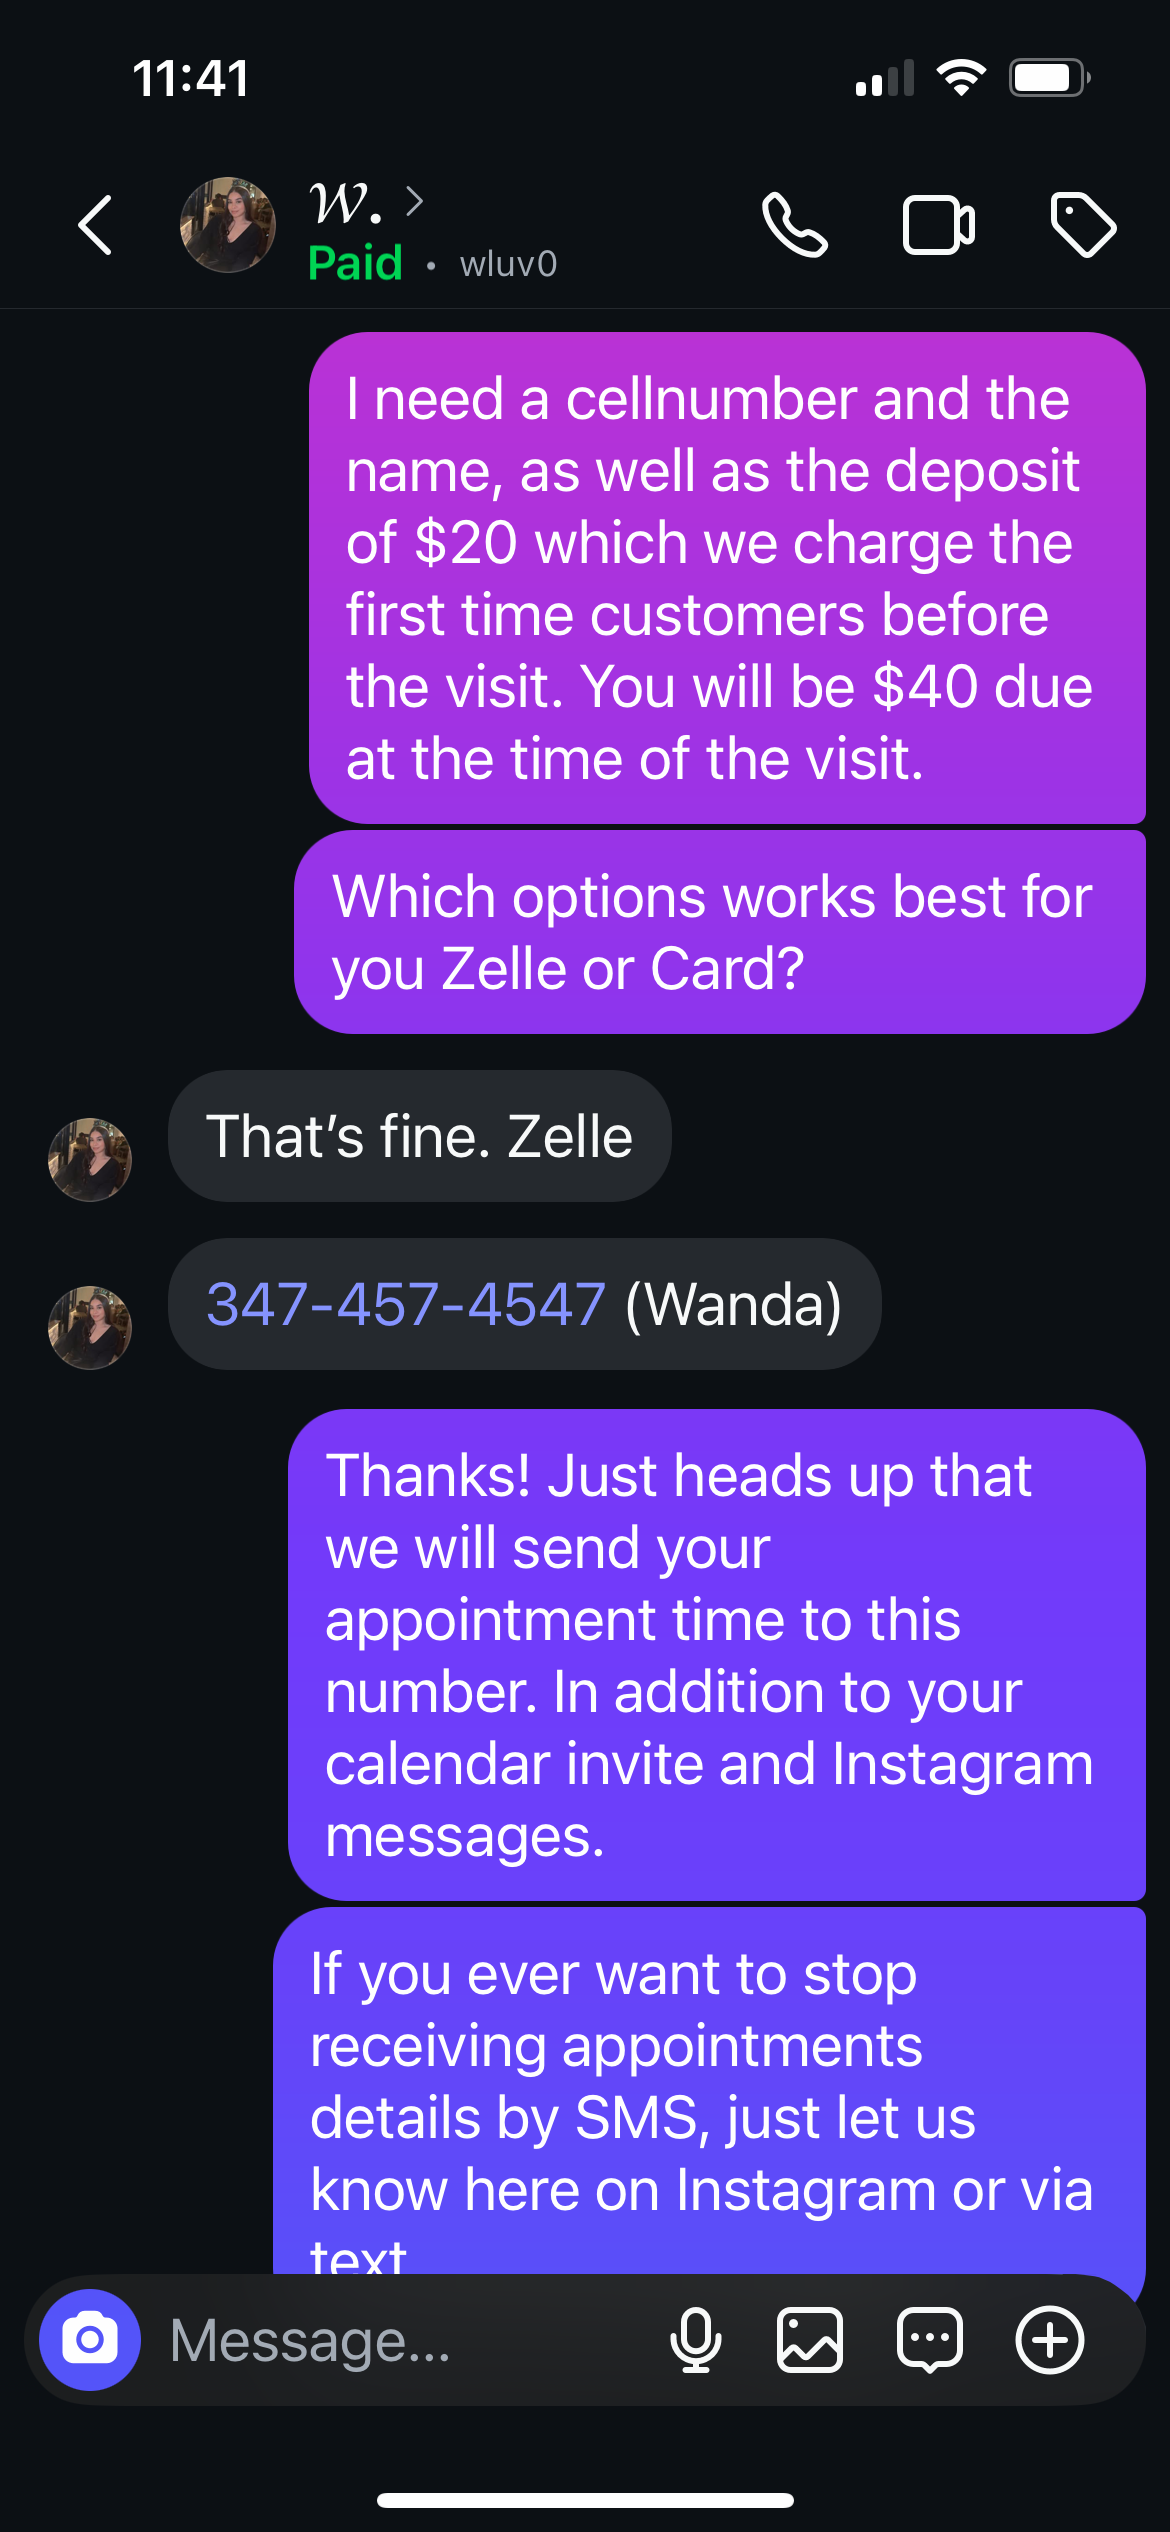 11:41
𝓌.
Paid • wluv0
I need a cellnumber and the
name, as well as the deposit
of $20 which we charge the
first time customers before
the visit. You will be $40 due
at the time of the visit.
Which options works best for
you Zelle or Card?
That’s fine. Zelle
347-457-4547 (Wanda)
Thanks! Just heads up that
we will send your
appointment time to this
number. In addition to your
calendar invite and Instagram
messages.
If you ever want to stop
receiving appointments
details by SMS, just let us
know here on Instagram or via
text
Message...